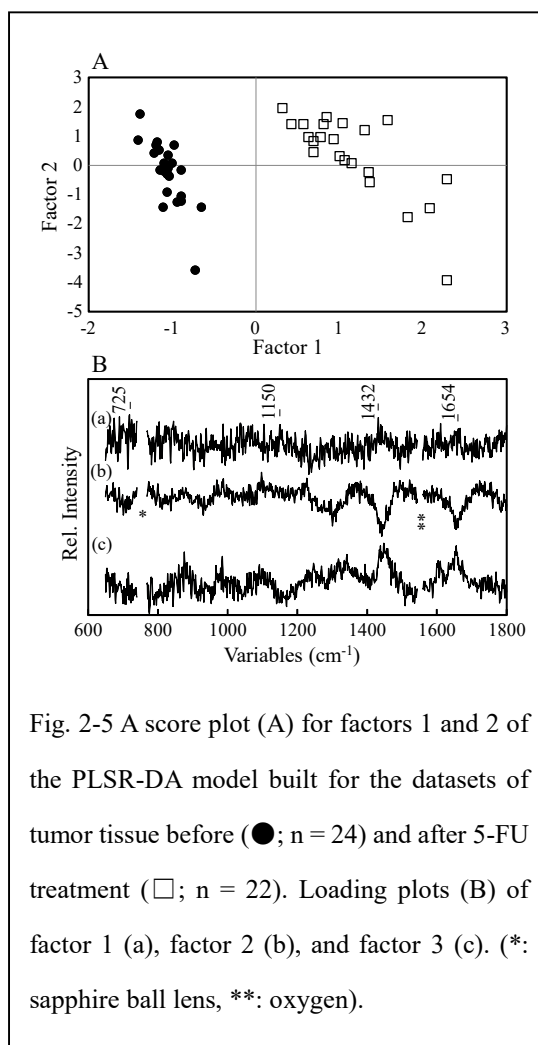 A
3
2
1
0
-1
-2
-3
-4
-5
Factor 2
-2 -1 0 1 2 3
Factor 1
B
725 1150 1432 1654
(a)
(b)
(c)
* **
Rel. Intensity
600 800 1000 1200 1400 1600 1800
Variables (cm⁻¹)
Fig. 2-5 A score plot (A) for factors 1 and 2 of
the PLSR-DA model built for the datasets of
tumor tissue before (●; n = 24) and after 5-FU
treatment (□; n = 22). Loading plots (B) of
factor 1 (a), factor 2 (b), and factor 3 (c). (*:
sapphire ball lens, **: oxygen).